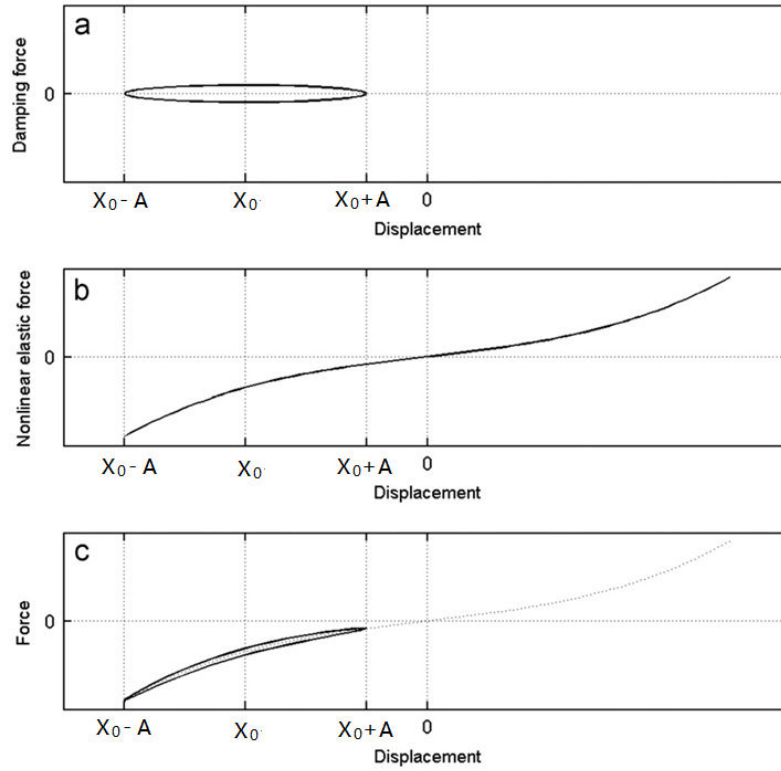 a
Damping force
0
X₀- A X₀. X₀+A 0
Displacement
b
Nonlinear elastic force
0
X₀- A X₀. X₀+A 0
Displacement
c
Force
0
X₀- A X₀. X₀+A 0
Displacement